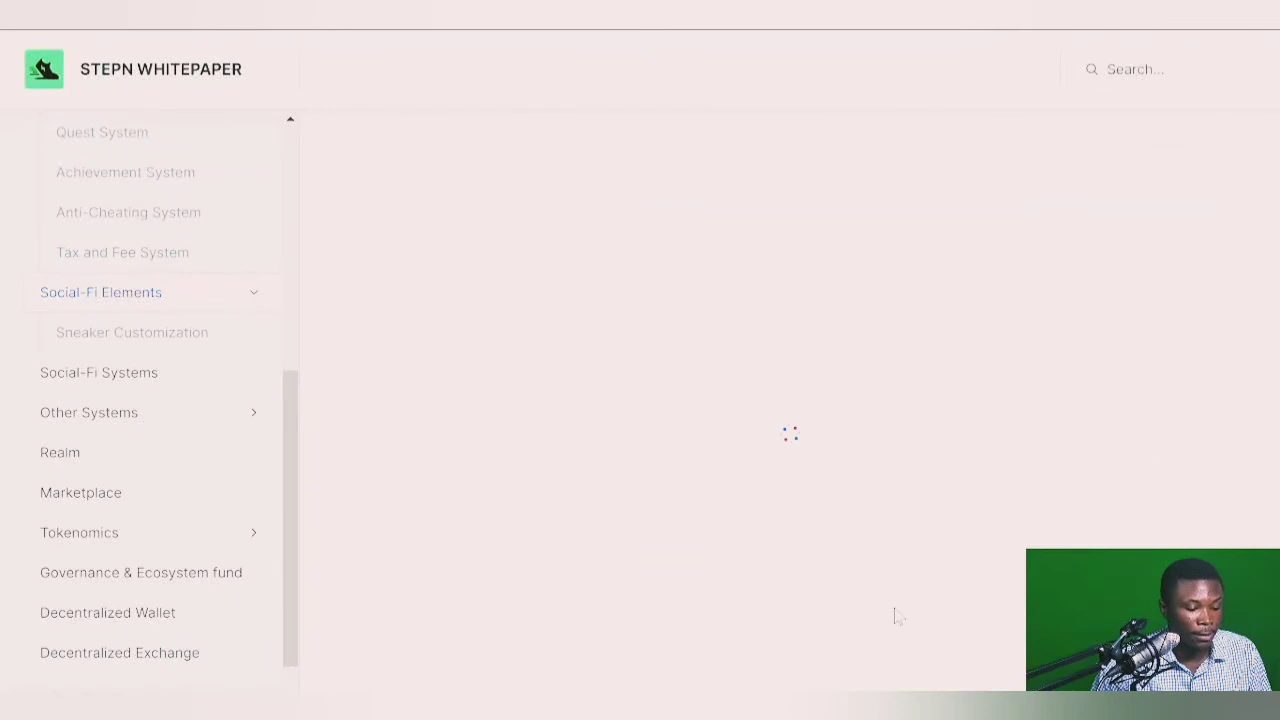 STEPN WHITEPAPER
Search...
Quest System
Achievement System
Anti-Cheating System
Tax and Fee System
Social-Fi Elements
Sneaker Customization
Social-Fi Systems
Other Systems
Realm
Marketplace
Tokenomics
Governance & Ecosystem fund
Decentralized Wallet
Decentralized Exchange